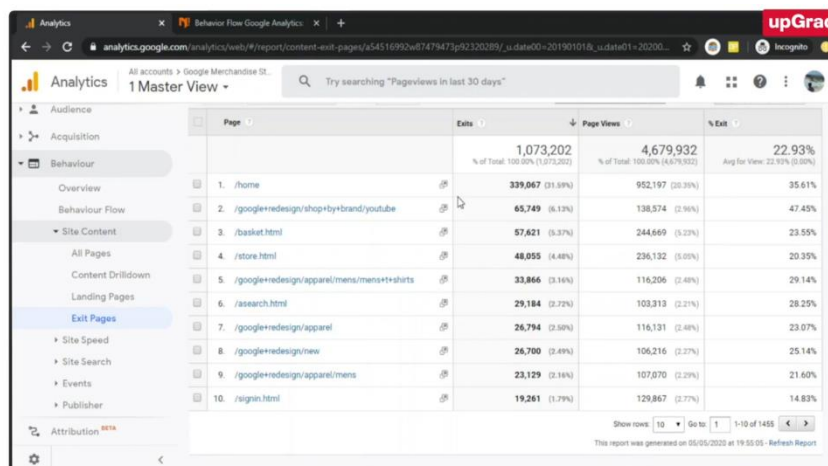 Analytics
Behavior Flow Google Analytics
upGrad
analytics.google.com/analytics/web/#/report/content-exit-pages/a54516992w87479473p92320289/_u.date00=20190101&_u.date01=20200...
Incognito
Analytics
All accounts > Google Merchandise St...
1 Master View
Try searching "Pageviews in last 30 days"
Audience
Acquisition
Behaviour
Overview
Behaviour Flow
Site Content
All Pages
Content Drilldown
Landing Pages
Exit Pages
Site Speed
Site Search
Events
Publisher
Attribution BETA
Page Exits Page Views % Exit
1,073,202 4,679,932 22.93%
% of Total: 100.00% (1,073,202) % of Total: 100.00% (4,679,932) Avg for View: 22.93% (0.00%)
1. /home 339,067 (31.59%) 952,197 (20.35%) 35.61%
2. /google+redesign/shop+by+brand/youtube 65,749 (6.13%) 138,574 (2.96%) 47.45%
3. /basket.html 57,621 (5.37%) 244,669 (5.23%) 23.55%
4. /store.html 48,055 (4.48%) 236,132 (5.05%) 20.35%
5. /google+redesign/apparel/mens/mens+t+shirts 33,866 (3.16%) 116,206 (2.48%) 29.14%
6. /asearch.html 29,184 (2.72%) 103,313 (2.21%) 28.25%
7. /google+redesign/apparel 26,794 (2.50%) 116,131 (2.48%) 23.07%
8. /google+redesign/new 26,700 (2.49%) 106,216 (2.27%) 25.14%
9. /google+redesign/apparel/mens 23,129 (2.16%) 107,070 (2.29%) 21.60%
10. /signin.html 19,261 (1.79%) 129,867 (2.77%) 14.83%
Show rows: 10 Go to: 1 1-10 of 1455
This report was generated on 05/05/2020 at 19:55:05 - Refresh Report